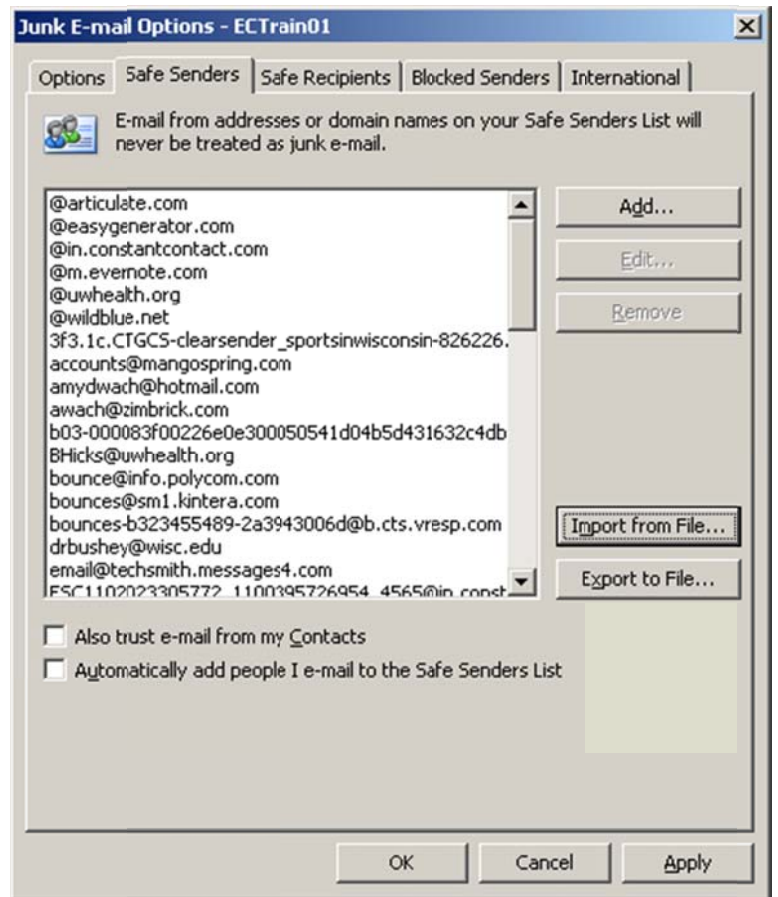 Junk E-mail Options - ECTrain01
Options Safe Senders Safe Recipients Blocked Senders International
E-mail from addresses or domain names on your Safe Senders List will
never be treated as junk e-mail.
@articulate.com
@easygenerator.com
@in.constantcontact.com
@m.evernote.com
@uwhealth.org
@wildblue.net
3f3.1c.CTGCS-clearsender_sportsinwisconsin-826226.
accounts@mangospring.com
amydwach@hotmail.com
awach@zimbrick.com
b03-000083f00226e0e300050541d04b5d431632c4db
BHicks@uwhealth.org
bounce@info.polycom.com
bounces@sm1.kintera.com
bounces-b323455489-2a3943006d@b.cts.vresp.com
drbushey@wisc.edu
email@techsmith.messages4.com
ESC1102023305772_1100395726954_4565@in.const
Add...
Edit...
Remove
Import from File...
Export to File...
Also trust e-mail from my Contacts
Automatically add people I e-mail to the Safe Senders List
OK Cancel Apply